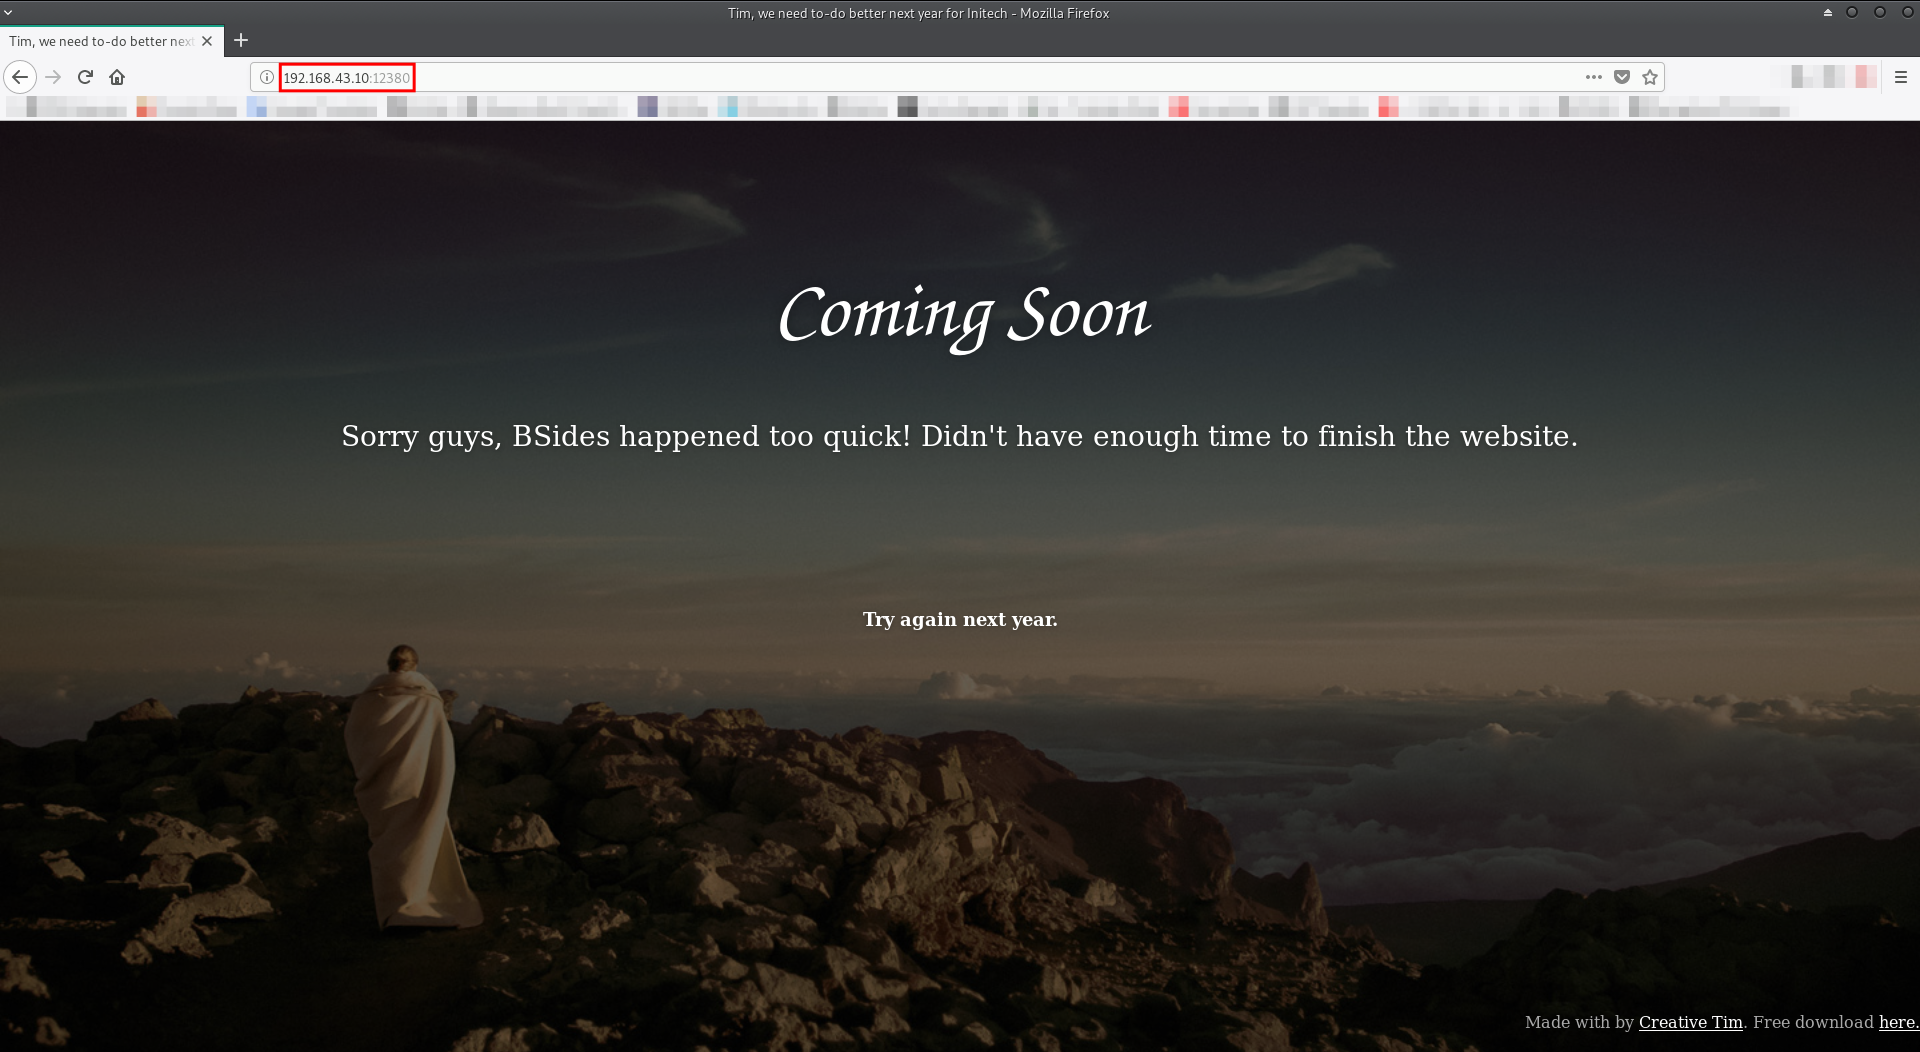 Tim, we need to-do better next year for Initech - Mozilla Firefox
Tim, we need to-do better next
192.168.43.10:12380
Coming Soon
Sorry guys, BSides happened too quick! Didn't have enough time to finish the website.
Try again next year.
Made with by Creative Tim. Free download here.